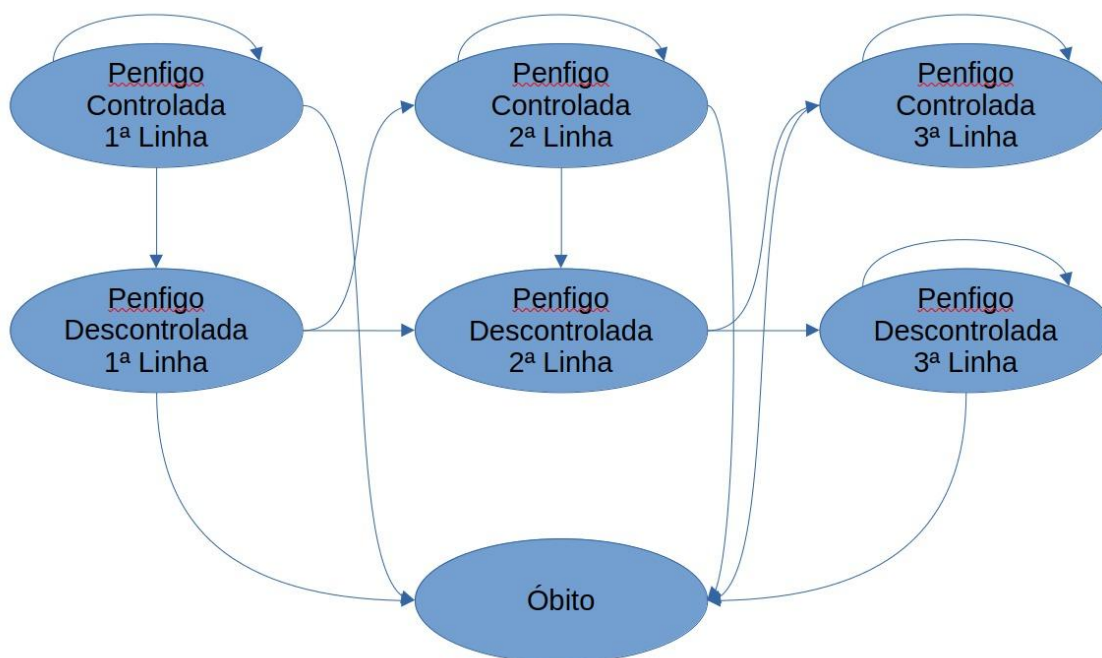 Penfigo
Controlada
1ª Linha
Penfigo
Controlada
2ª Linha
Penfigo
Controlada
3ª Linha
Penfigo
Descontrolada
1ª Linha
Penfigo
Descontrolada
2ª Linha
Penfigo
Descontrolada
3ª Linha
Óbito